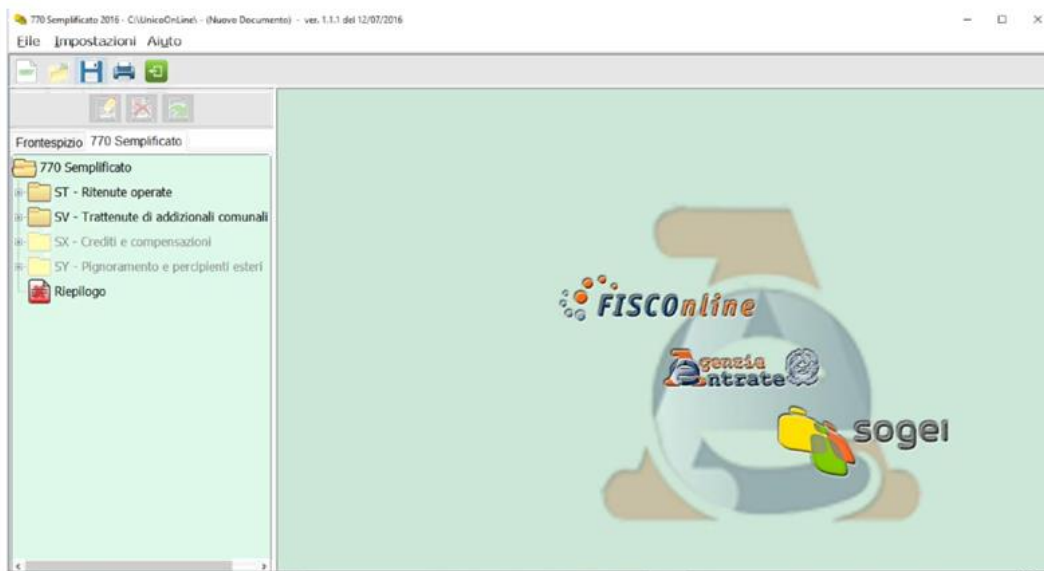 770 Semplificato 2016 - C:\UnicoOnLine\ - (Nuovo Documento) - ver. 1.1.1 del 12/07/2016
File Impostazioni Aiuto
Frontespizio 770 Semplificato
770 Semplificato
ST - Ritenute operate
SV - Trattenute di addizionali comunali
SX - Crediti e compensazioni
SY - Pignoramento e percipienti esteri
Riepilogo
FISCOnline
Agenzia
Entrate
sogei